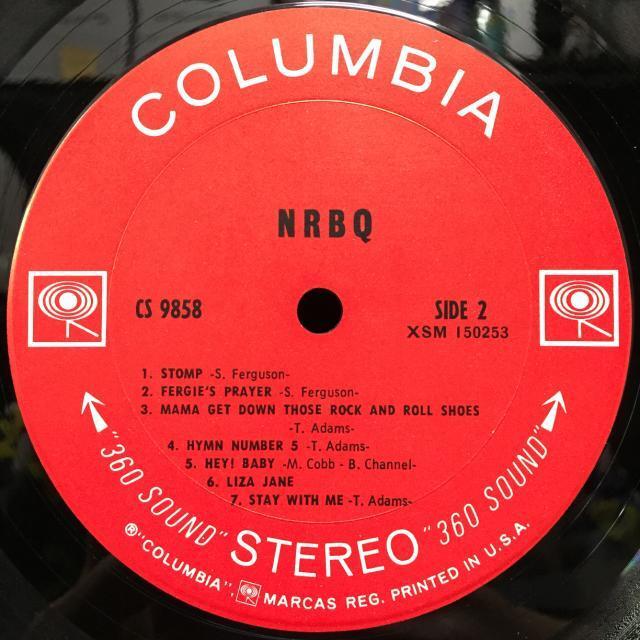 COLUMBIA
NRBQ
CS 9858
SIDE 2
XSM 150253
1. STOMP -S. Ferguson-
2. FERGIE'S PRAYER -S. Ferguson-
3. MAMA GET DOWN THOSE ROCK AND ROLL SHOES
-T. Adams-
4. HYMN NUMBER 5 -T. Adams-
5. HEY! BABY -M. Cobb - B. Channel-
6. LIZA JANE
7. STAY WITH ME -T. Adams-
"360 SOUND" STEREO "360 SOUND"
®"COLUMBIA", MARCAS REG. PRINTED IN U.S.A.